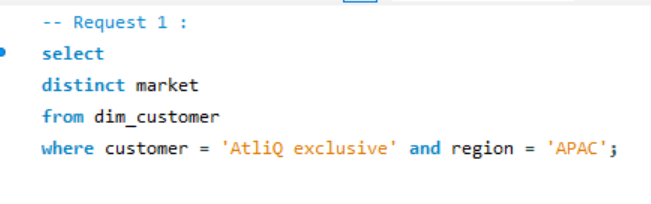 -- Request 1 :
select
distinct market
from dim_customer
where customer = 'AtliQ exclusive' and region = 'APAC';